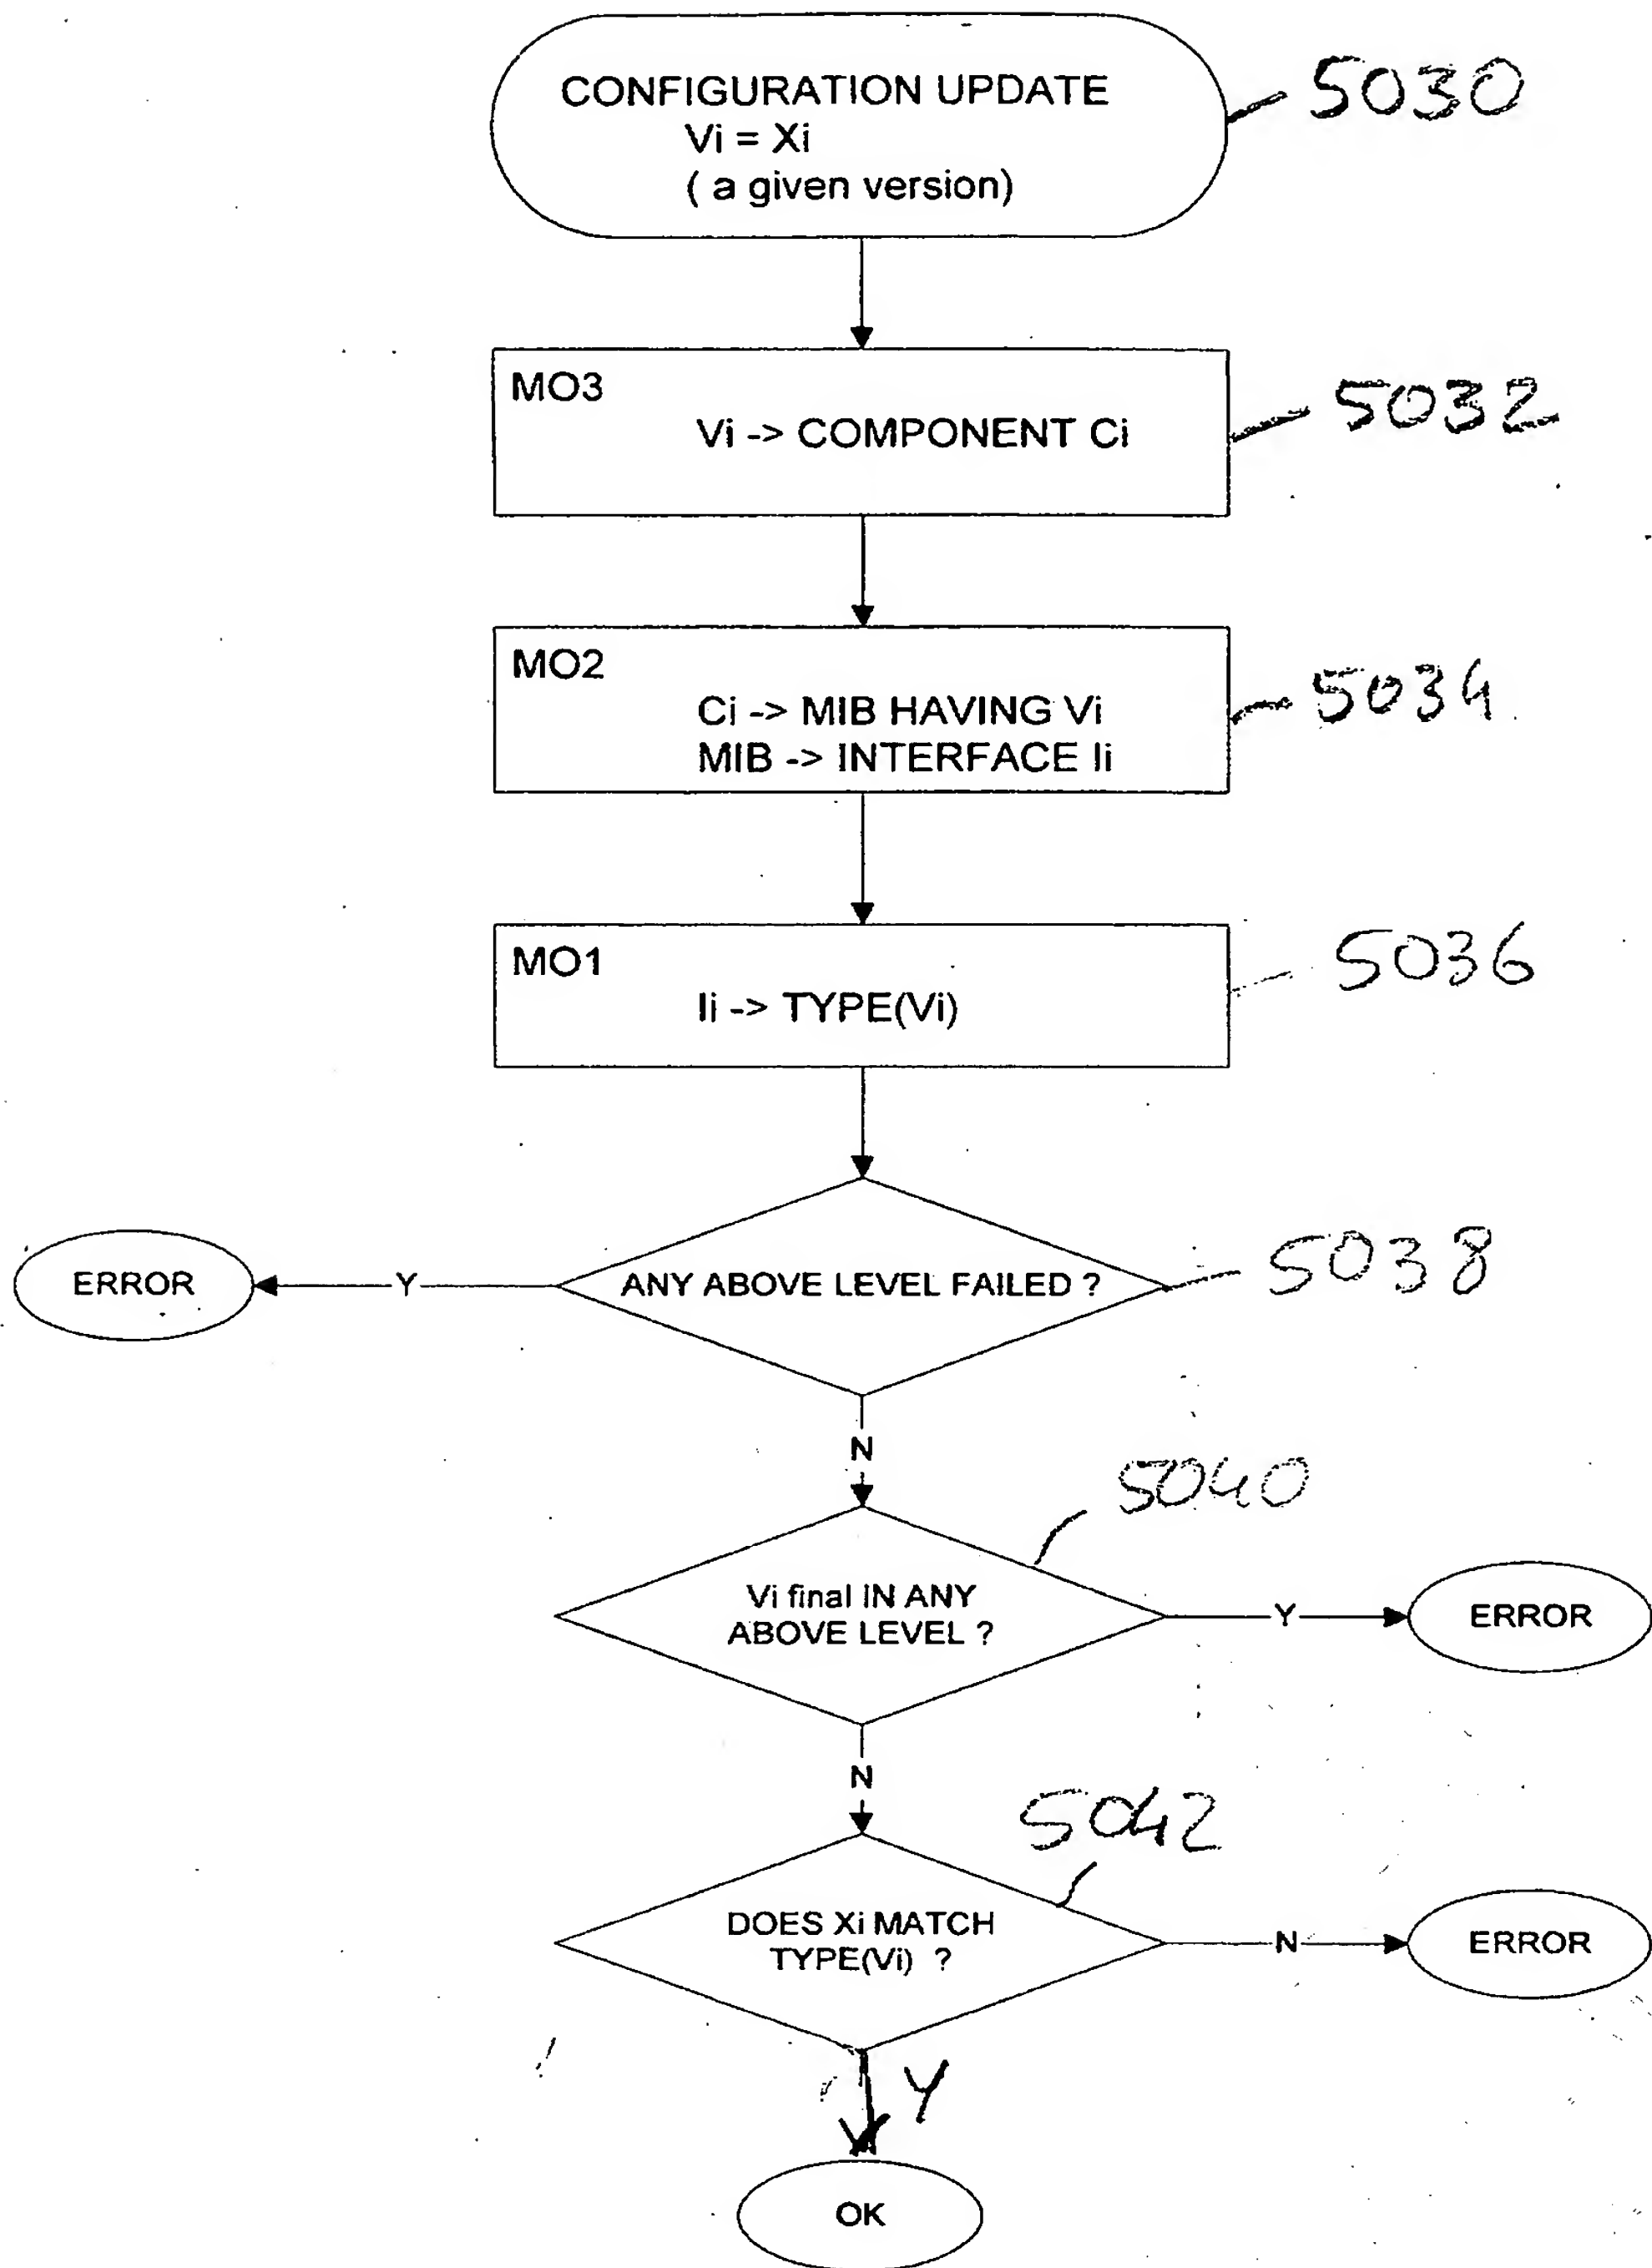 CONFIGURATION UPDATE
Vi = Xi
( a given version)
5030
MO3
Vi -> COMPONENT Ci
5032
MO2
Ci -> MIB HAVING Vi
MIB -> INTERFACE Ii
5034
MO1
Ii -> TYPE(Vi)
5036
ERROR
Y
ANY ABOVE LEVEL FAILED ?
5038
N
5040
Vi final IN ANY
ABOVE LEVEL ?
Y
ERROR
N
5042
DOES Xi MATCH
TYPE(Vi) ?
N
ERROR
Y
OK